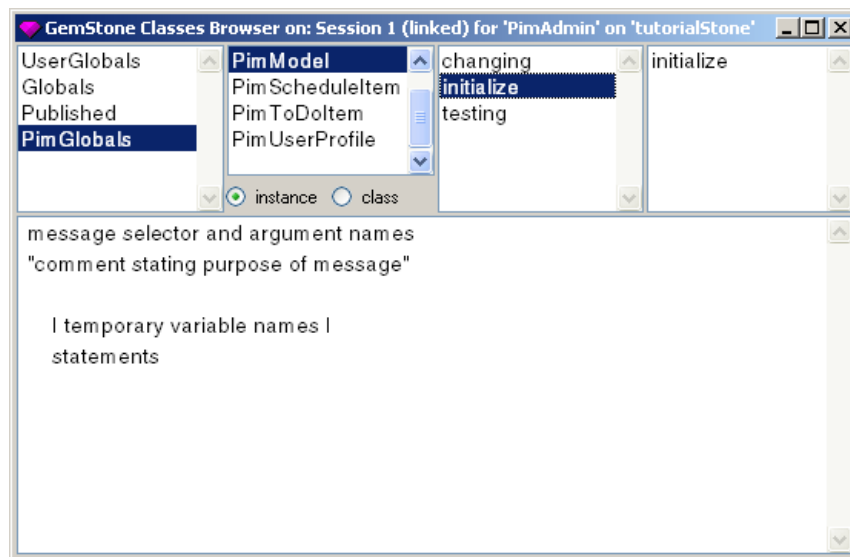 GemStone Classes Browser on: Session 1 (linked) for 'PimAdmin' on 'tutorialStone'
UserGlobals
Globals
Published
PimGlobals
PimModel
PimScheduleItem
PimToDoItem
PimUserProfile
instance class
changing
initialize
testing
initialize
message selector and argument names
"comment stating purpose of message"
| temporary variable names |
statements